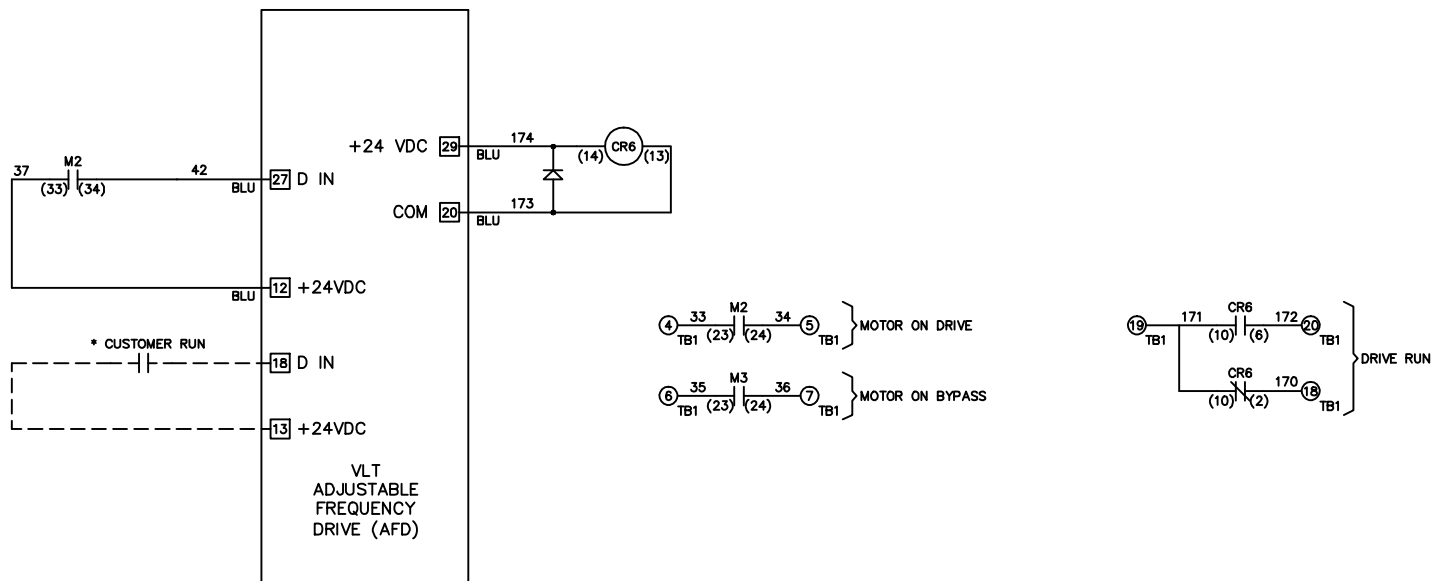 +24 VDC 29 174 BLU (14) CR6 (13)
37 M2 (33) (34) 42 BLU 27 D IN
COM 20 173 BLU
BLU 12 +24VDC
* CUSTOMER RUN
18 D IN
13 +24VDC
VLT
ADJUSTABLE
FREQUENCY
DRIVE (AFD)
4 TB1 33 M2 (23) (24) 34 5 TB1 MOTOR ON DRIVE
6 TB1 35 M3 (23) (24) 36 7 TB1 MOTOR ON BYPASS
19 TB1 171 CR6 (10) (6) 172 20 TB1
DRIVE RUN
CR6 (10) (2) 170 18 TB1